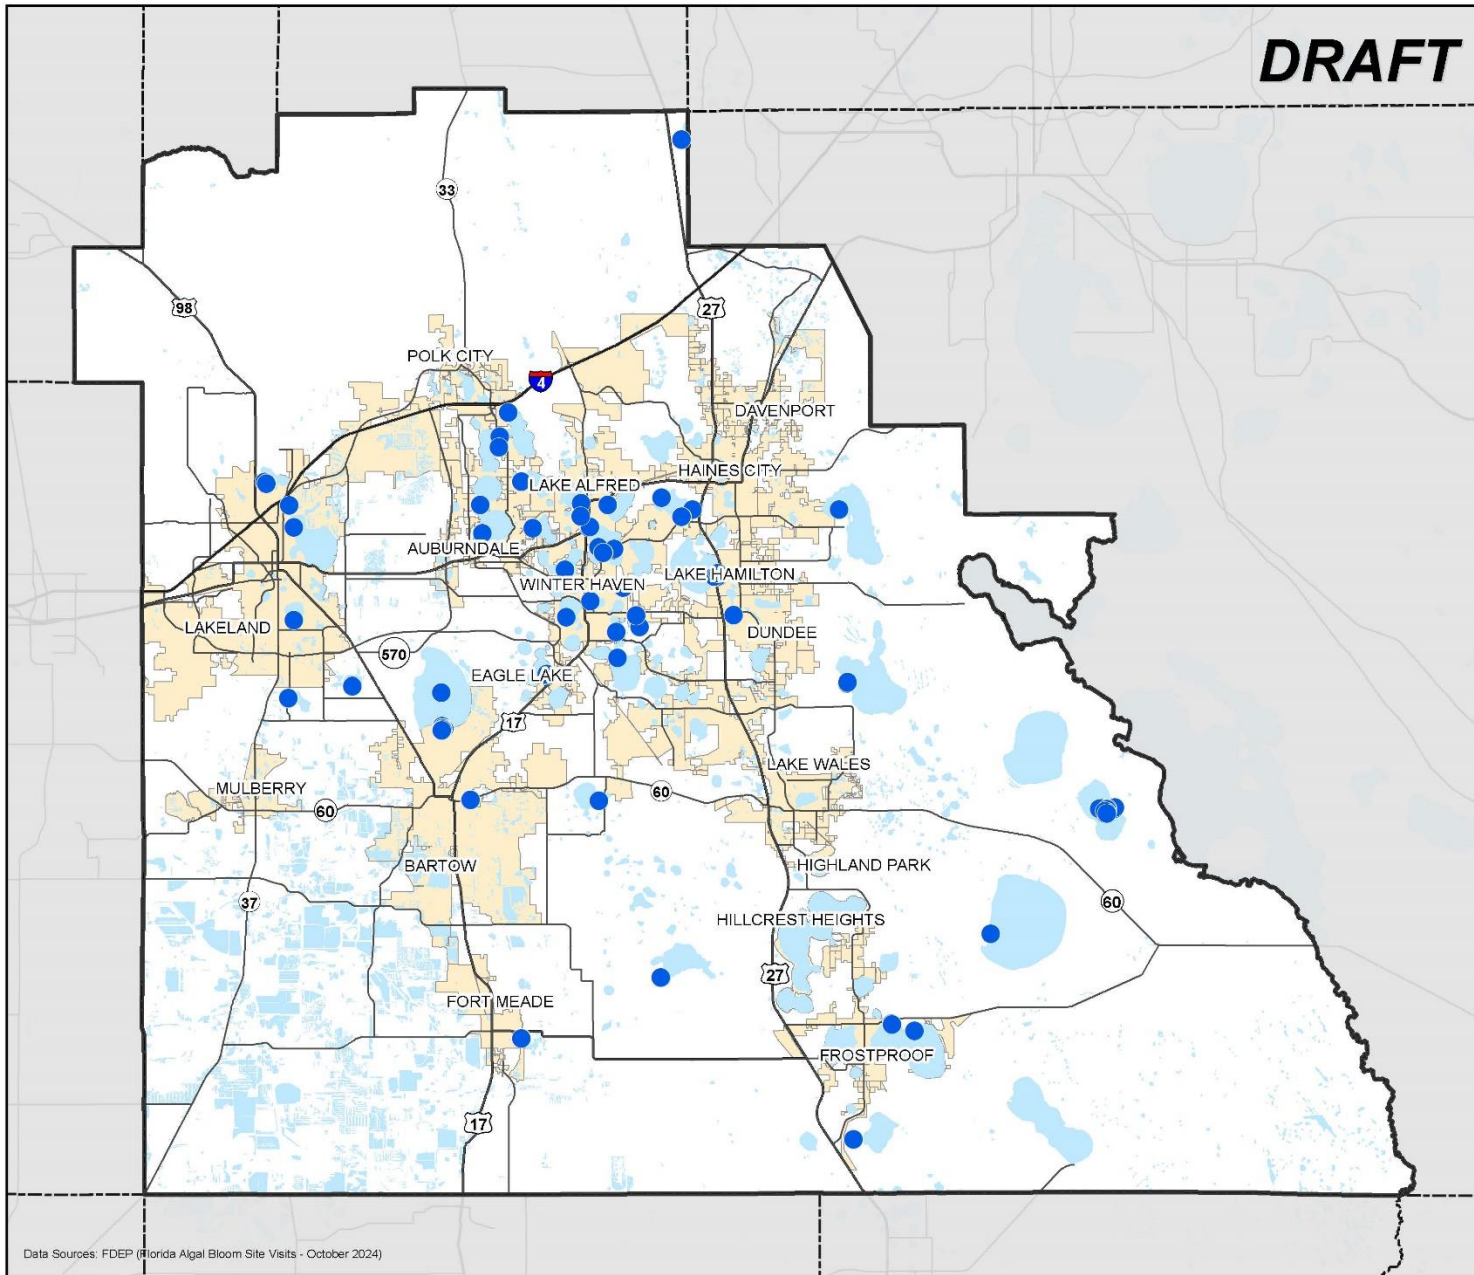 DRAFT
33
98
27
POLK CITY
4
DAVENPORT
HAINES CITY
LAKE ALFRED
AUBURNDALE
LAKE HAMILTON
WINTER HAVEN
LAKELAND
DUNDEE
570
EAGLE LAKE
17
LAKE WALES
MULBERRY
60
60
BARTOW
HIGHLAND PARK
37
60
HILLCREST HEIGHTS
27
FORT MEADE
FROSTPROOF
17
Data Sources: FDEP (Florida Algal Bloom Site Visits - October 2024)